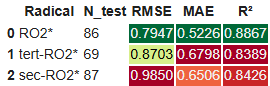 Radical N_test RMSE MAE R²
0 RO2* 86 0.7947 0.5226 0.8867
1 tert-RO2* 69 0.8703 0.6798 0.8389
2 sec-RO2* 87 0.9850 0.6506 0.8426